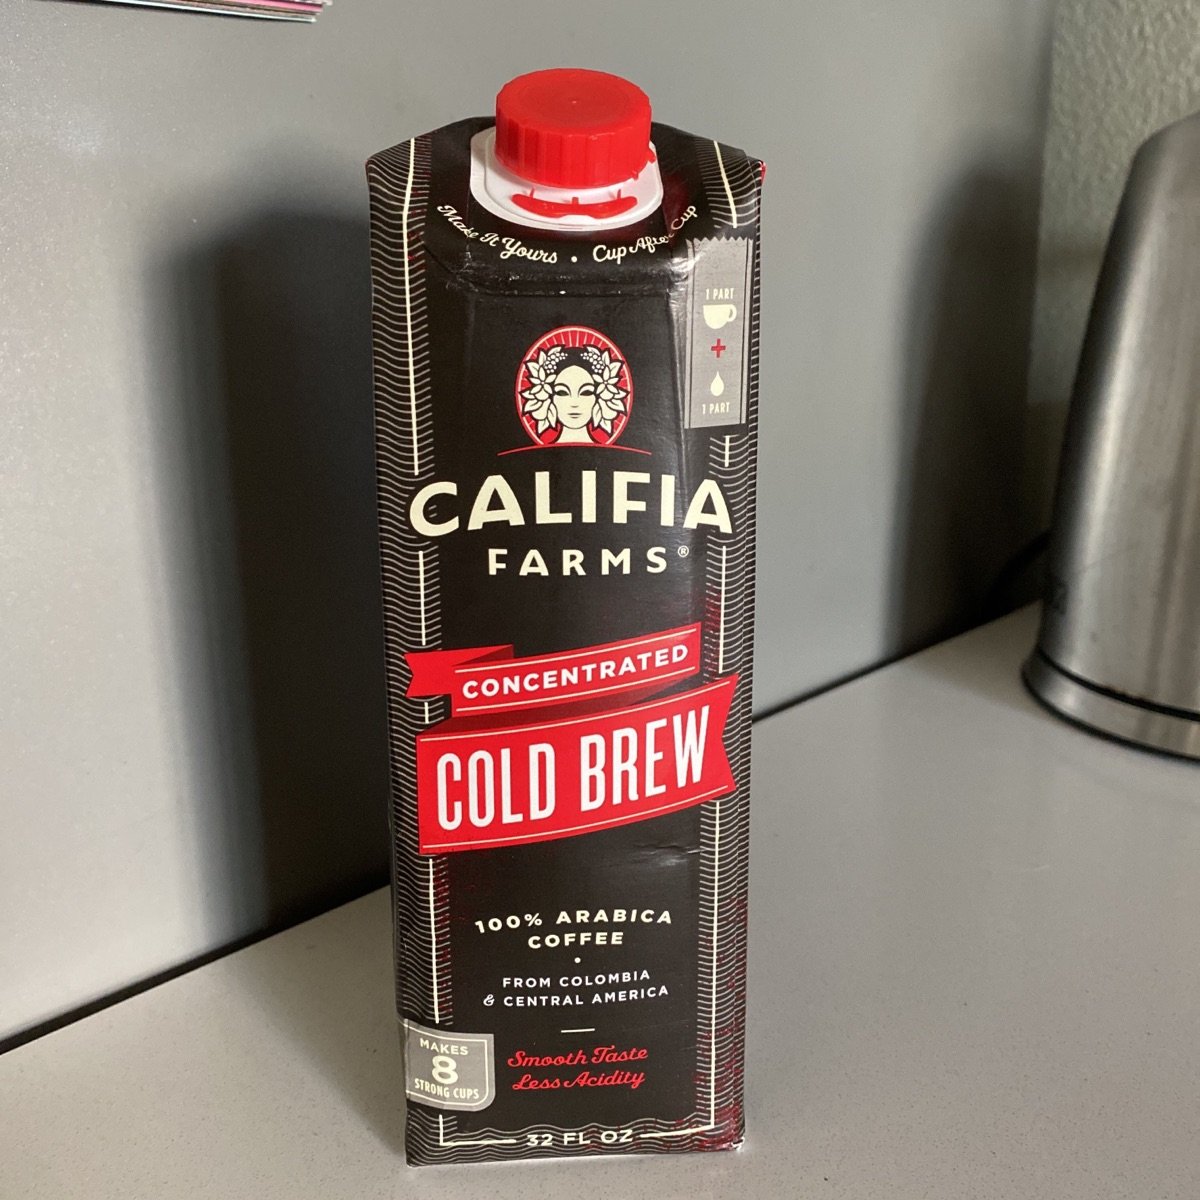 Make It Yours • Cup After Cup
1 PART
+
1 PART
CALIFIA
FARMS®
CONCENTRATED
COLD BREW
100% ARABICA
COFFEE
•
FROM COLOMBIA
& CENTRAL AMERICA
MAKES
8
STRONG CUPS
Smooth Taste
Less Acidity
32 FL OZ